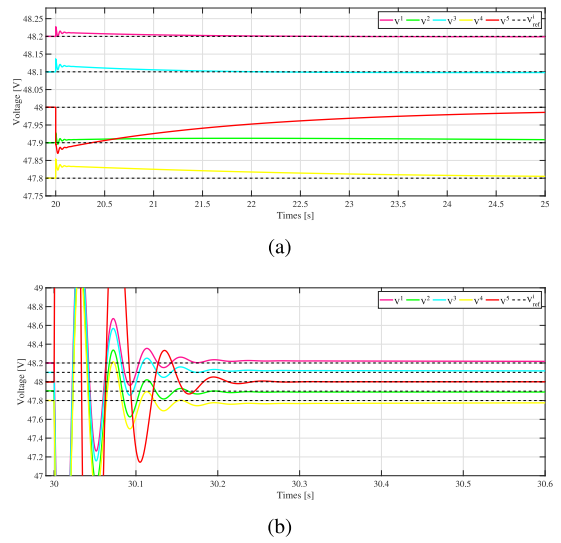 48.25
48.2
48.15
48.1
48.05
48
47.95
47.9
47.85
47.8
47.75
Voltage [V]
V¹ V² V³ V⁴ V⁵ Vⁱref
20 20.5 21 21.5 22 22.5 23 23.5 24 24.5 25
Times [s]
(a)
49
48.8
48.6
48.4
48.2
48
47.8
47.6
47.4
47.2
47
Voltage [V]
V¹ V² V³ V⁴ V⁵ Vⁱref
30 30.1 30.2 30.3 30.4 30.5 30.6
Times [s]
(b)